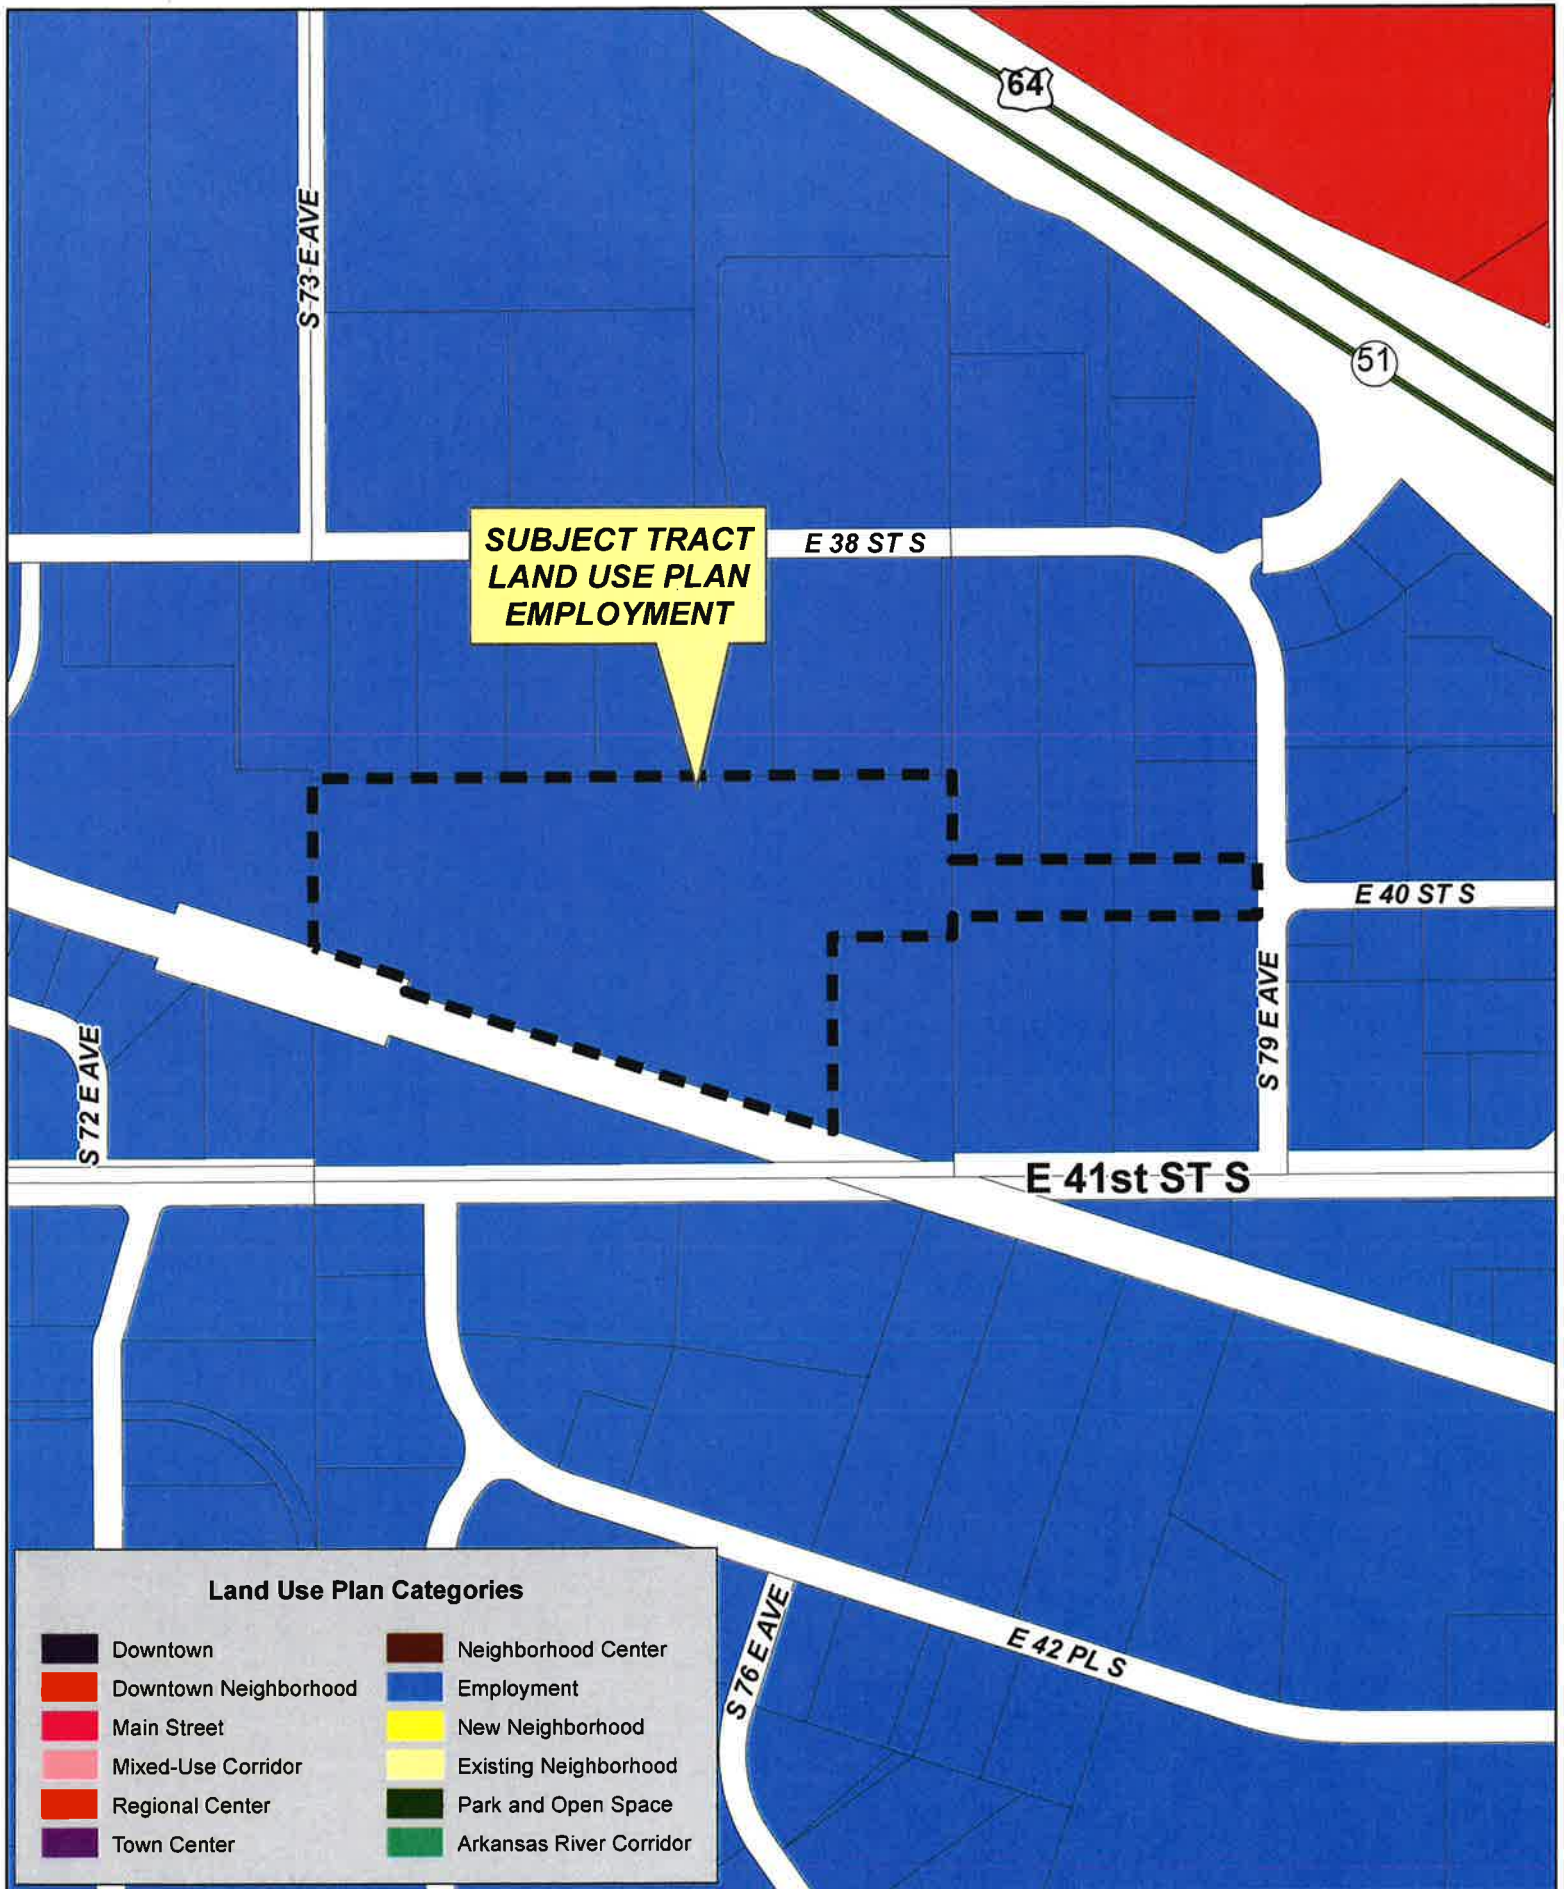 64
S 73 E AVE
51
SUBJECT TRACT
LAND USE PLAN
EMPLOYMENT
E 38 ST S
E 40 ST S
S 79 E AVE
S 72 E AVE
E 41st ST S
E 42 PL S
S 76 E AVE
Land Use Plan Categories
Downtown
Downtown Neighborhood
Main Street
Mixed-Use Corridor
Regional Center
Town Center
Neighborhood Center
Employment
New Neighborhood
Existing Neighborhood
Park and Open Space
Arkansas River Corridor